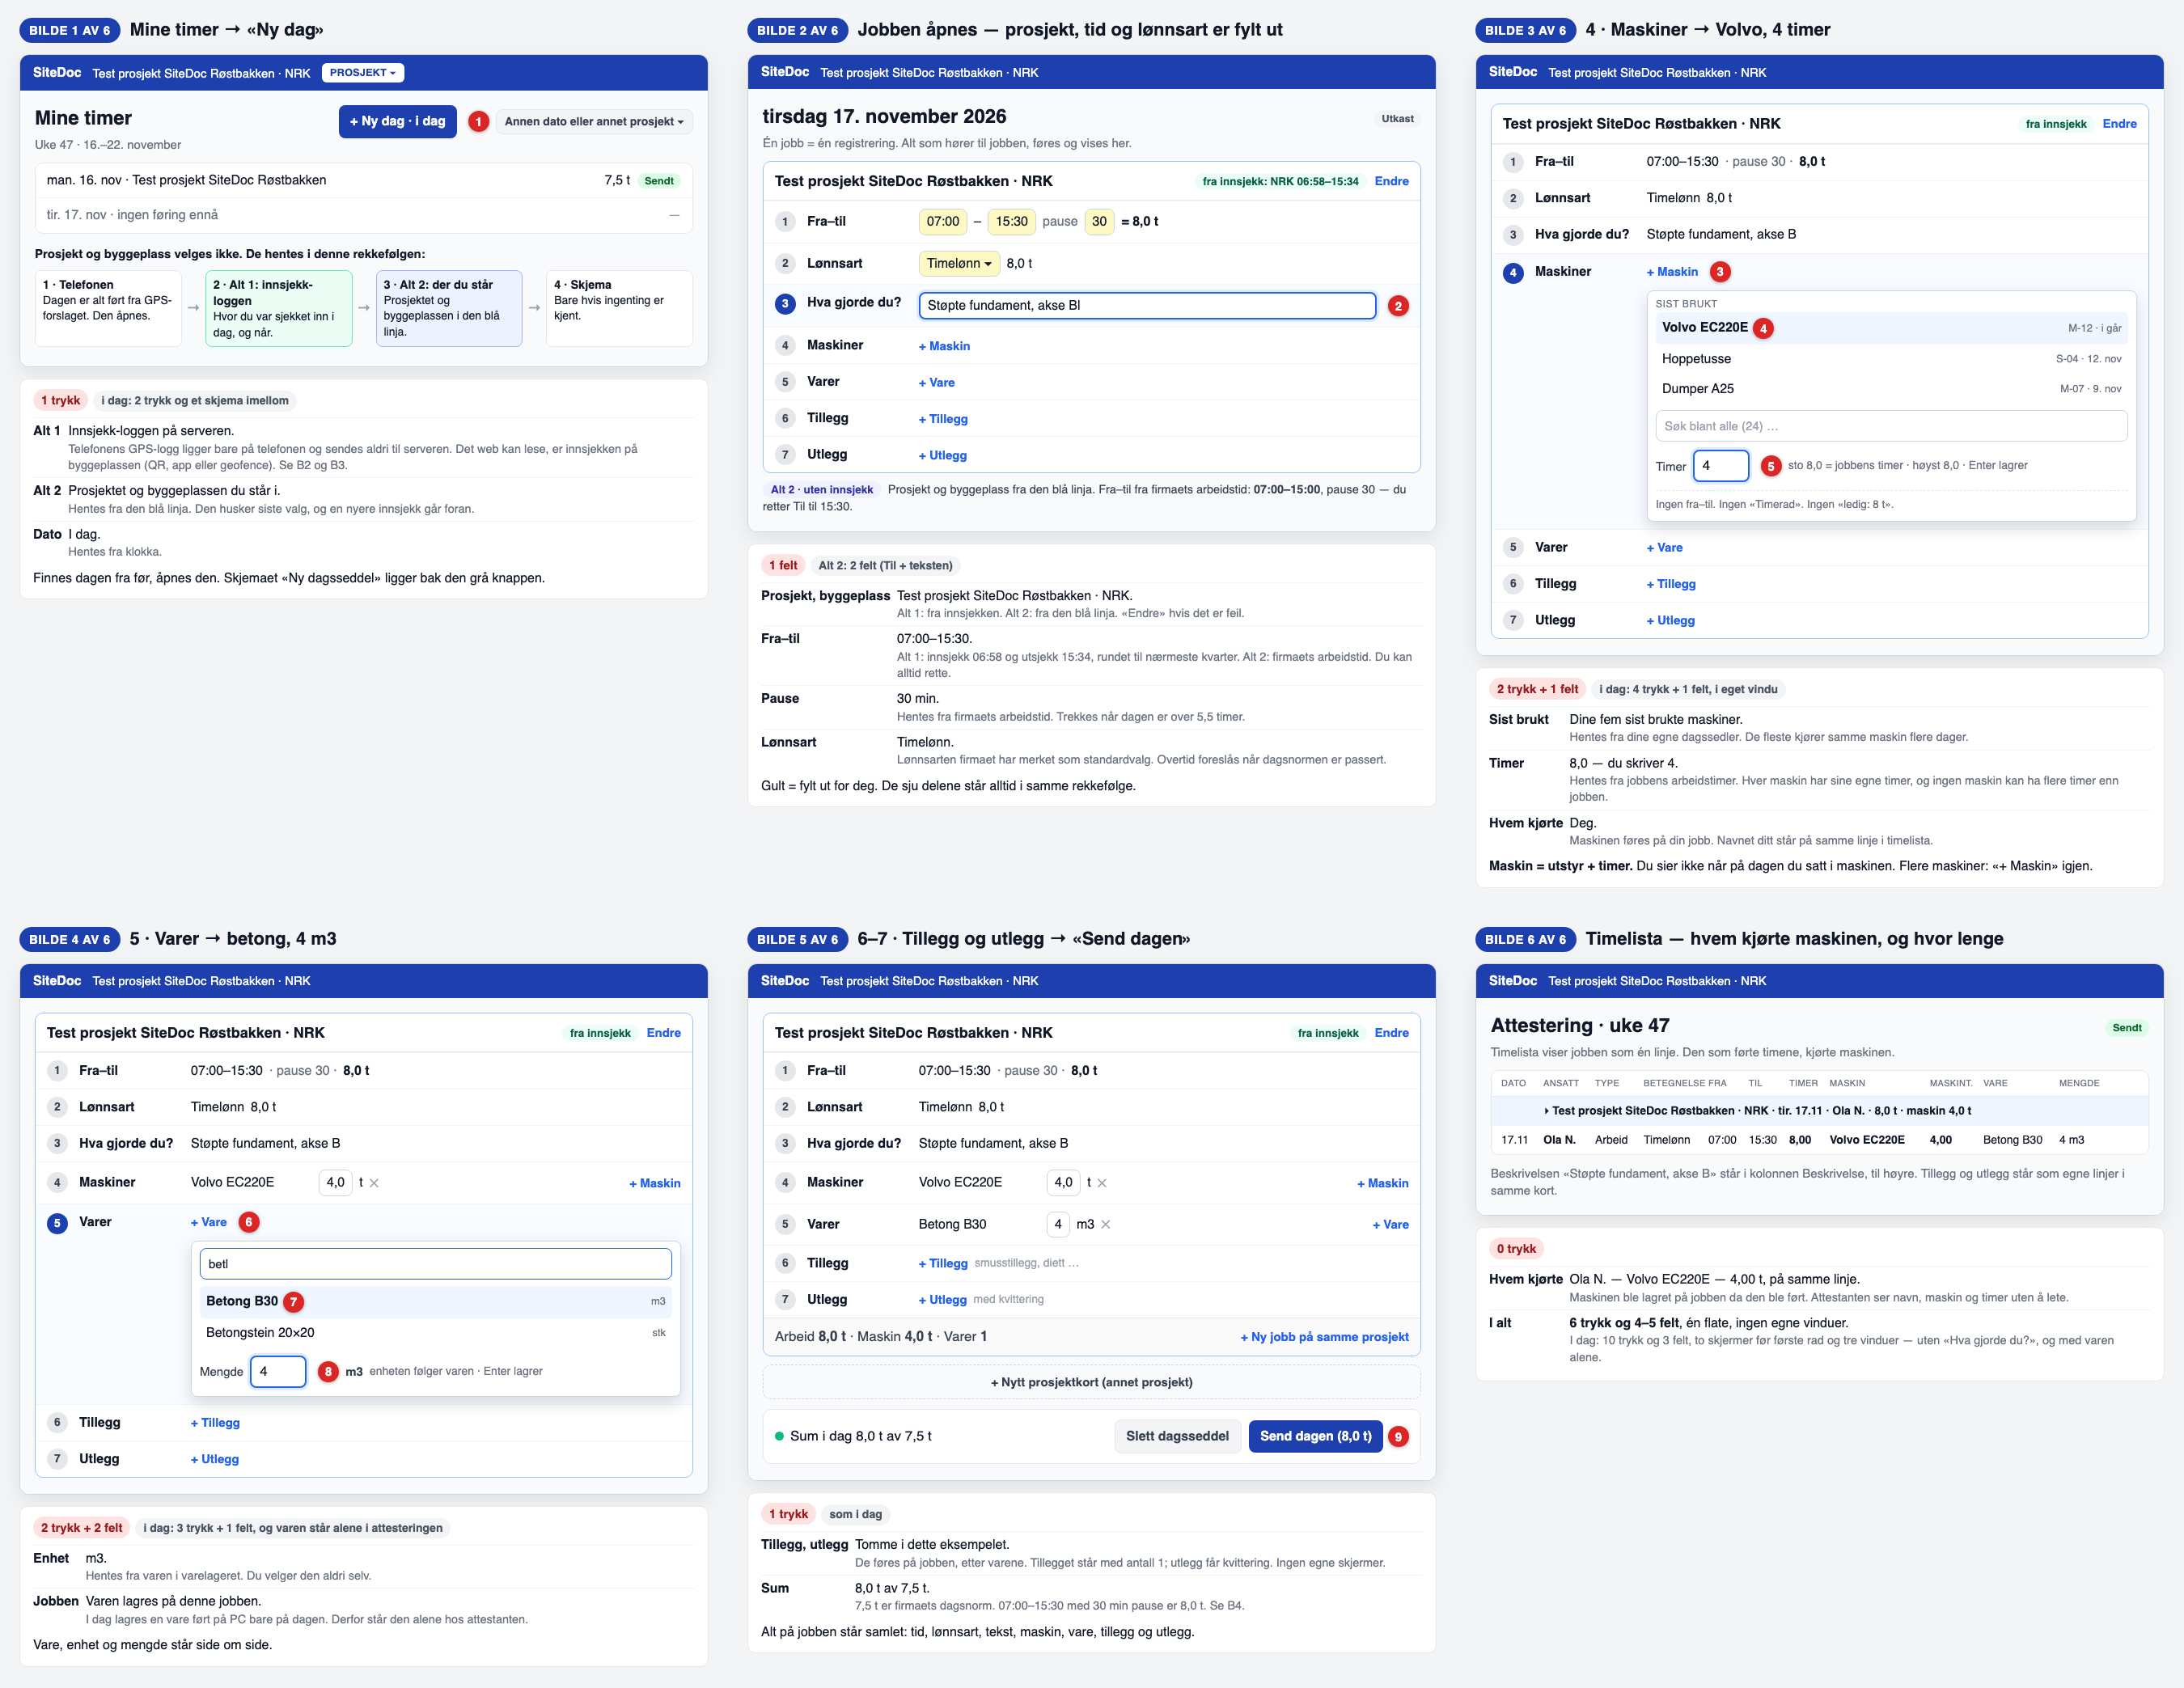 BILDE 1 AV 6 Mine timer → «Ny dag»
SiteDoc Test prosjekt SiteDoc Røstbakken · NRK PROSJEKT
Mine timer
+ Ny dag · i dag 1 Annen dato eller annet prosjekt
Uke 47 · 16.–22. november
man. 16. nov · Test prosjekt SiteDoc Røstbakken 7,5 t Sendt
tir. 17. nov · ingen føring ennå —
Prosjekt og byggeplass velges ikke. De hentes i denne rekkefølgen:
1 · Telefonen
Dagen er alt ført fra GPS-
forslaget. Den åpnes.
→
2 · Alt 1: innsjekk-
loggen
Hvor du var sjekket inn i
dag, og når.
→
3 · Alt 2: der du står
Prosjektet og
byggeplassen i den blå
linja.
→
4 · Skjema
Bare hvis ingenting er
kjent.
1 trykk i dag: 2 trykk og et skjema imellom
Alt 1 Innsjekk-loggen på serveren.
Telefonens GPS-logg ligger bare på telefonen og sendes aldri til serveren. Det web kan lese, er innsjekken på
byggeplassen (QR, app eller geofence). Se B2 og B3.
Alt 2 Prosjektet og byggeplassen du står i.
Hentes fra den blå linja. Den husker siste valg, og en nyere innsjekk går foran.
Dato I dag.
Hentes fra klokka.
Finnes dagen fra før, åpnes den. Skjemaet «Ny dagsseddel» ligger bak den grå knappen.
BILDE 2 AV 6 Jobben åpnes — prosjekt, tid og lønnsart er fylt ut
SiteDoc Test prosjekt SiteDoc Røstbakken · NRK
tirsdag 17. november 2026 Utkast
Én jobb = én registrering. Alt som hører til jobben, føres og vises her.
Test prosjekt SiteDoc Røstbakken · NRK fra innsjekk: NRK 06:58–15:34 Endre
1 Fra–til 07:00 – 15:30 pause 30 = 8,0 t
2 Lønnsart Timelønn 8,0 t
3 Hva gjorde du? Støpte fundament, akse Bl 2
4 Maskiner + Maskin
5 Varer + Vare
6 Tillegg + Tillegg
7 Utlegg + Utlegg
Alt 2 · uten innsjekk Prosjekt og byggeplass fra den blå linja. Fra–til fra firmaets arbeidstid: 07:00–15:00, pause 30 — du
retter Til til 15:30.
1 felt Alt 2: 2 felt (Til + teksten)
Prosjekt, byggeplass Test prosjekt SiteDoc Røstbakken · NRK.
Alt 1: fra innsjekken. Alt 2: fra den blå linja. «Endre» hvis det er feil.
Fra–til 07:00–15:30.
Alt 1: innsjekk 06:58 og utsjekk 15:34, rundet til nærmeste kvarter. Alt 2: firmaets arbeidstid. Du kan
alltid rette.
Pause 30 min.
Hentes fra firmaets arbeidstid. Trekkes når dagen er over 5,5 timer.
Lønnsart Timelønn.
Lønnsarten firmaet har merket som standardvalg. Overtid foreslås når dagsnormen er passert.
Gult = fylt ut for deg. De sju delene står alltid i samme rekkefølge.
BILDE 3 AV 6 4 · Maskiner → Volvo, 4 timer
SiteDoc Test prosjekt SiteDoc Røstbakken · NRK
Test prosjekt SiteDoc Røstbakken · NRK fra innsjekk Endre
1 Fra–til 07:00–15:30 · pause 30 · 8,0 t
2 Lønnsart Timelønn 8,0 t
3 Hva gjorde du? Støpte fundament, akse B
4 Maskiner + Maskin 3
SIST BRUKT
Volvo EC220E 4 M-12 · i går
Hoppetusse S-04 · 12. nov
Dumper A25 M-07 · 9. nov
Søk blant alle (24) …
Timer 4 5 sto 8,0 = jobbens timer · høyst 8,0 · Enter lagrer
Ingen fra–til. Ingen «Timerad». Ingen «ledig: 8 t».
5 Varer + Vare
6 Tillegg + Tillegg
7 Utlegg + Utlegg
2 trykk + 1 felt i dag: 4 trykk + 1 felt, i eget vindu
Sist brukt Dine fem sist brukte maskiner.
Hentes fra dine egne dagssedler. De fleste kjører samme maskin flere dager.
Timer 8,0 — du skriver 4.
Hentes fra jobbens arbeidstimer. Hver maskin har sine egne timer, og ingen maskin kan ha flere timer enn
jobben.
Hvem kjørte Deg.
Maskinen føres på din jobb. Navnet ditt står på samme linje i timelista.
Maskin = utstyr + timer. Du sier ikke når på dagen du satt i maskinen. Flere maskiner: «+ Maskin» igjen.
BILDE 4 AV 6 5 · Varer → betong, 4 m3
SiteDoc Test prosjekt SiteDoc Røstbakken · NRK
Test prosjekt SiteDoc Røstbakken · NRK fra innsjekk Endre
1 Fra–til 07:00–15:30 · pause 30 · 8,0 t
2 Lønnsart Timelønn 8,0 t
3 Hva gjorde du? Støpte fundament, akse B
4 Maskiner Volvo EC220E 4,0 t × + Maskin
5 Varer + Vare 6
betl
Betong B30 7 m3
Betongstein 20×20 stk
Mengde 4 8 m3 enheten følger varen · Enter lagrer
6 Tillegg + Tillegg
7 Utlegg + Utlegg
2 trykk + 2 felt i dag: 3 trykk + 1 felt, og varen står alene i attesteringen
Enhet m3.
Hentes fra varen i varelageret. Du velger den aldri selv.
Jobben Varen lagres på denne jobben.
I dag lagres en vare ført på PC bare på dagen. Derfor står den alene hos attestanten.
Vare, enhet og mengde står side om side.
BILDE 5 AV 6 6–7 · Tillegg og utlegg → «Send dagen»
SiteDoc Test prosjekt SiteDoc Røstbakken · NRK
Test prosjekt SiteDoc Røstbakken · NRK fra innsjekk Endre
1 Fra–til 07:00–15:30 · pause 30 · 8,0 t
2 Lønnsart Timelønn 8,0 t
3 Hva gjorde du? Støpte fundament, akse B
4 Maskiner Volvo EC220E 4,0 t × + Maskin
5 Varer Betong B30 4 m3 × + Vare
6 Tillegg + Tillegg smusstillegg, diett …
7 Utlegg + Utlegg med kvittering
Arbeid 8,0 t · Maskin 4,0 t · Varer 1 + Ny jobb på samme prosjekt
+ Nytt prosjektkort (annet prosjekt)
Sum i dag 8,0 t av 7,5 t Slett dagsseddel Send dagen (8,0 t) 9
1 trykk som i dag
Tillegg, utlegg Tomme i dette eksempelet.
De føres på jobben, etter varene. Tillegget står med antall 1; utlegg får kvittering. Ingen egne skjermer.
Sum 8,0 t av 7,5 t.
7,5 t er firmaets dagsnorm. 07:00–15:30 med 30 min pause er 8,0 t. Se B4.
Alt på jobben står samlet: tid, lønnsart, tekst, maskin, vare, tillegg og utlegg.
BILDE 6 AV 6 Timelista — hvem kjørte maskinen, og hvor lenge
SiteDoc Test prosjekt SiteDoc Røstbakken · NRK
Attestering · uke 47 Sendt
Timelista viser jobben som én linje. Den som førte timene, kjørte maskinen.
DATO ANSATT TYPE BETEGNELSE FRA TIL TIMER MASKIN MASKINT. VARE MENGDE
Test prosjekt SiteDoc Røstbakken · NRK · tir. 17.11 · Ola N. · 8,0 t · maskin 4,0 t
17.11 Ola N. Arbeid Timelønn 07:00 15:30 8,00 Volvo EC220E 4,00 Betong B30 4 m3
Beskrivelsen «Støpte fundament, akse B» står i kolonnen Beskrivelse, til høyre. Tillegg og utlegg står som egne linjer i
samme kort.
0 trykk
Hvem kjørte Ola N. — Volvo EC220E — 4,00 t, på samme linje.
Maskinen ble lagret på jobben da den ble ført. Attestanten ser navn, maskin og timer uten å lete.
I alt 6 trykk og 4–5 felt, én flate, ingen egne vinduer.
I dag: 10 trykk og 3 felt, to skjermer før første rad og tre vinduer — uten «Hva gjorde du?», og med varen
alene.